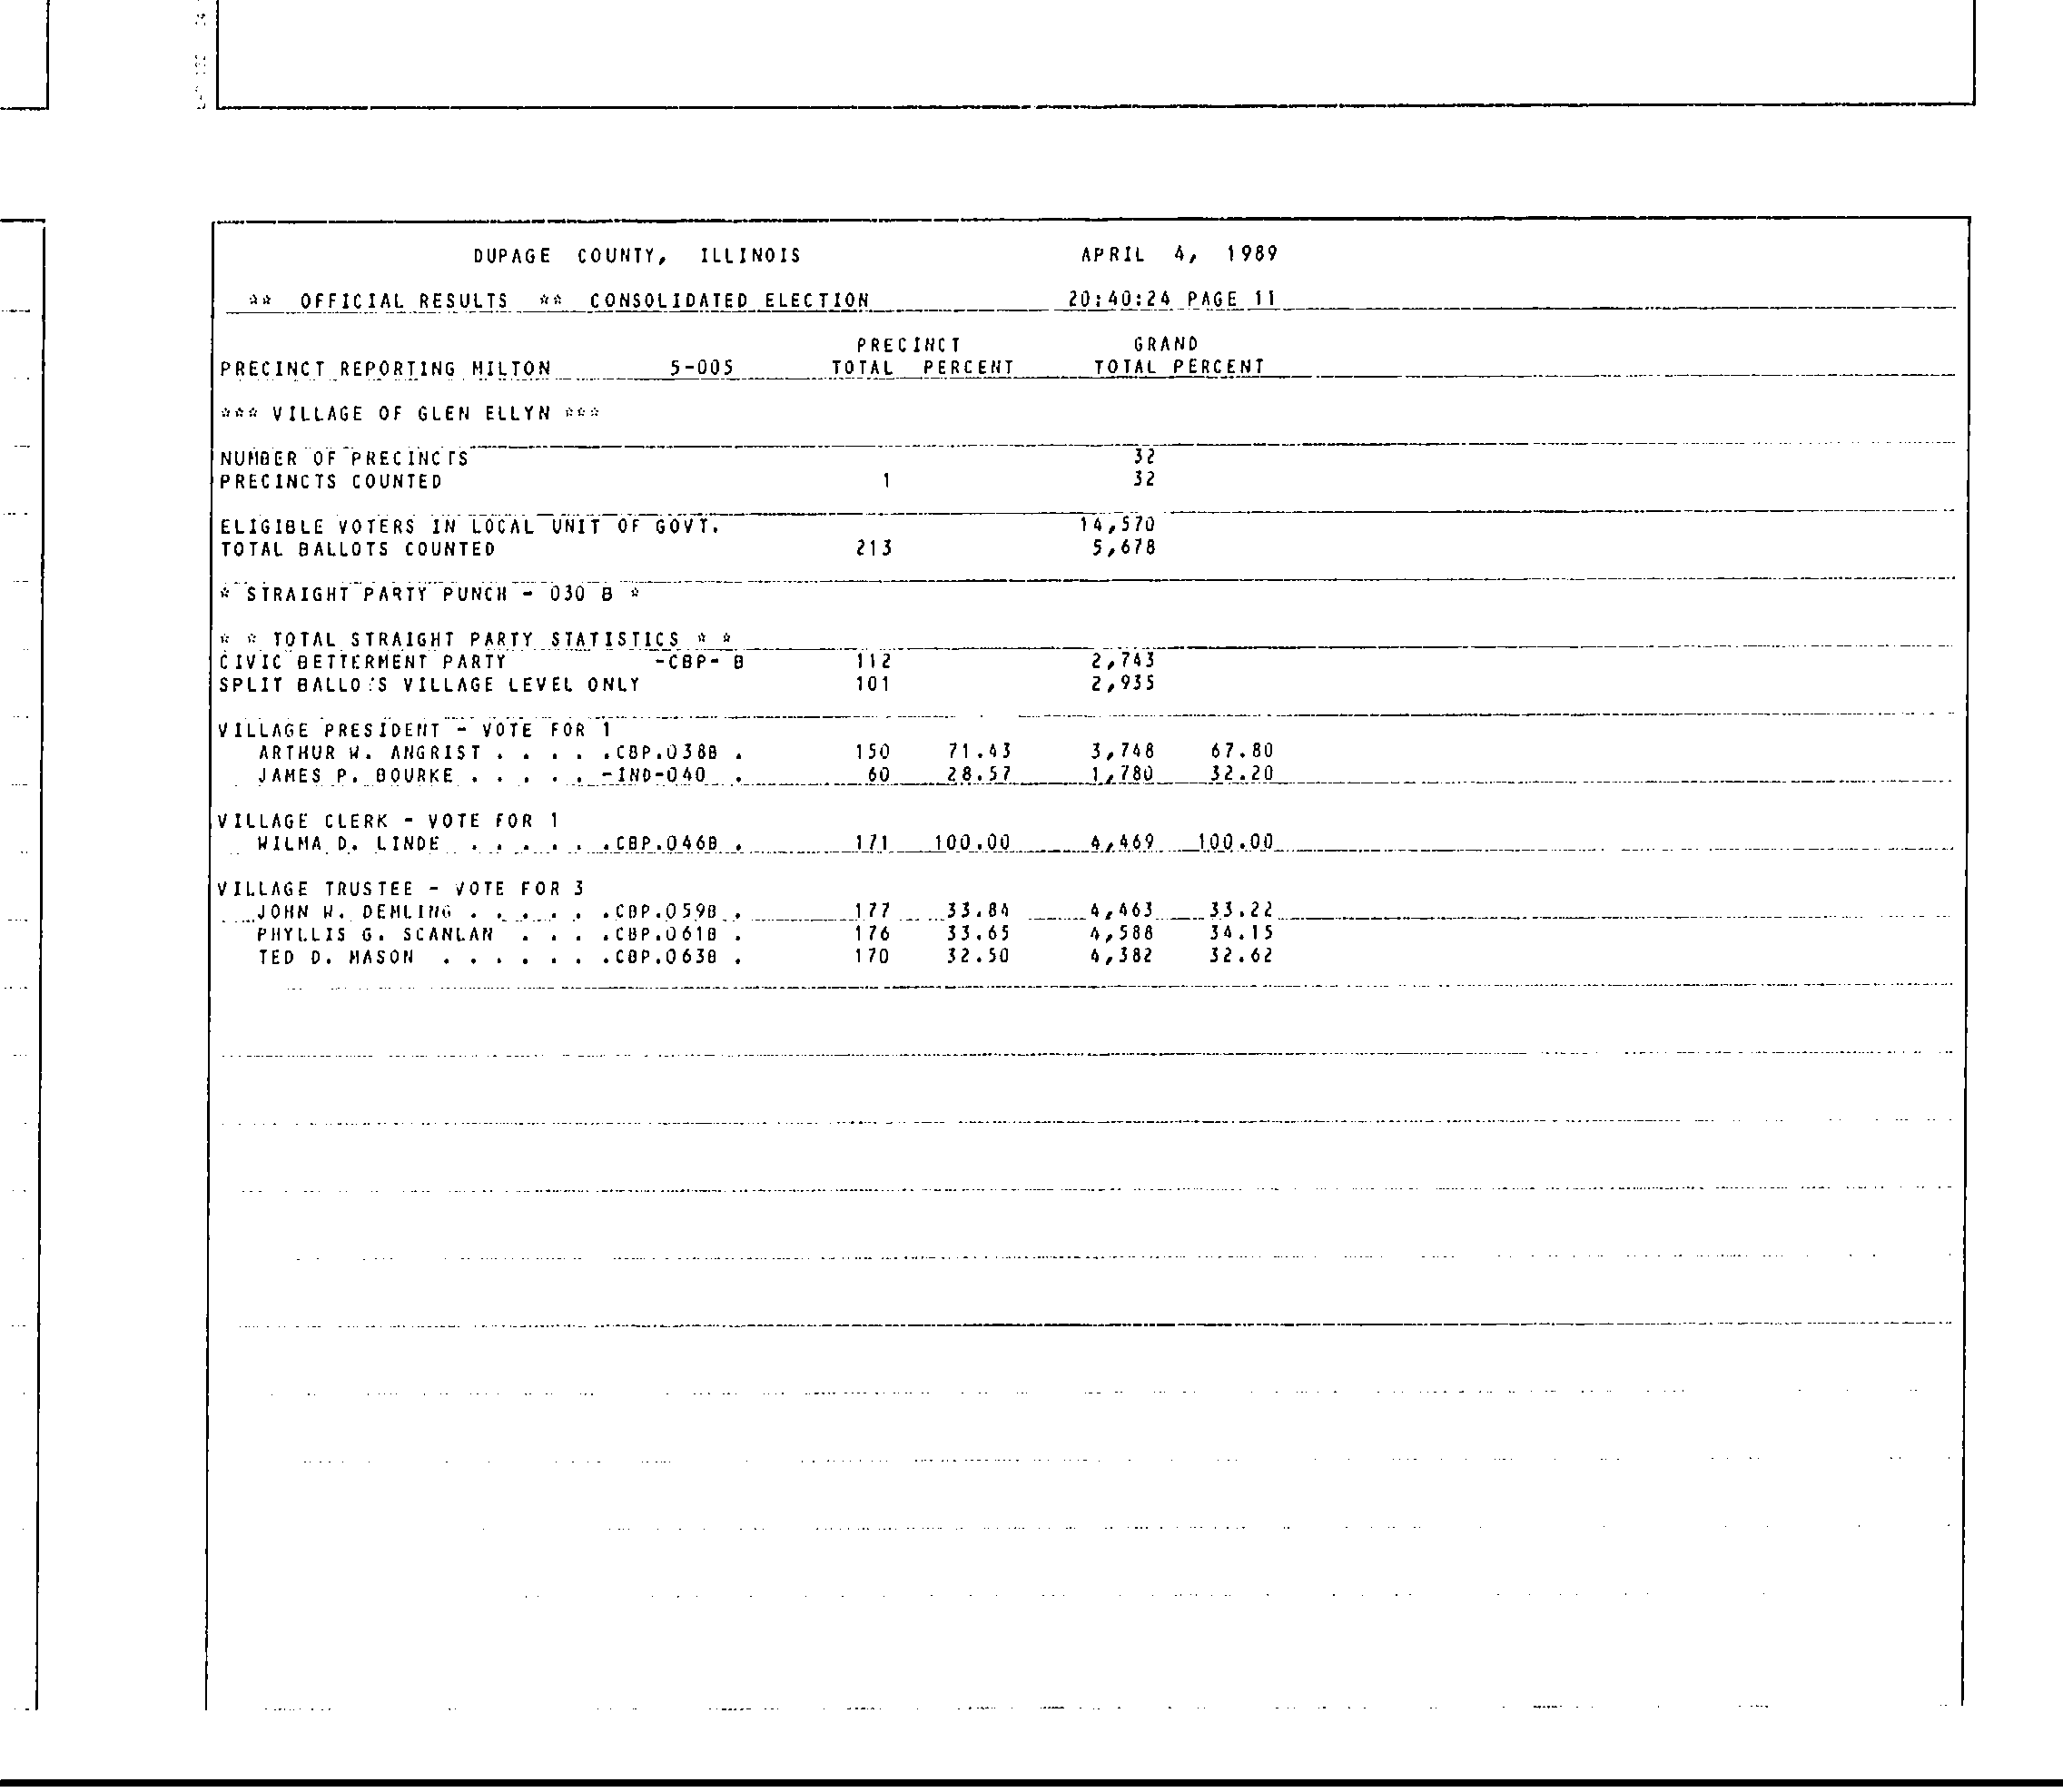 DUPAGE COUNTY, ILLINOIS APRIL 4, 1989
** OFFICIAL RESULTS ** CONSOLIDATED ELECTION 20:40:24 PAGE 11
PRECINCT GRAND
PRECINCT REPORTING MILTON 5-005 TOTAL PERCENT TOTAL PERCENT
*** VILLAGE OF GLEN ELLYN ***
NUMBER OF PRECINCTS 32
PRECINCTS COUNTED 1 32
ELIGIBLE VOTERS IN LOCAL UNIT OF GOVT. 14,570
TOTAL BALLOTS COUNTED 213 5,678
* STRAIGHT PARTY PUNCH - 030 B *
* * TOTAL STRAIGHT PARTY STATISTICS * *
CIVIC BETTERMENT PARTY -CBP- B 112 2,743
SPLIT BALLOTS VILLAGE LEVEL ONLY 101 2,935
VILLAGE PRESIDENT - VOTE FOR 1
ARTHUR W. ANGRIST . . . . .CBP.038B . 150 71.43 3,748 67.80
JAMES P. BOURKE . . . . . -IND-040 . 60 28.57 1,780 32.20
VILLAGE CLERK - VOTE FOR 1
WILMA D. LINDE . . . . . .CBP.046B . 171 100.00 4,469 100.00
VILLAGE TRUSTEE - VOTE FOR 3
JOHN W. DEMLING . . . . . .CBP.059B . 177 33.84 4,463 33.22
PHYLLIS G. SCANLAN . . . .CBP.061B . 176 33.65 4,588 34.15
TED D. MASON . . . . . . .CBP.063B . 170 32.50 4,382 32.62